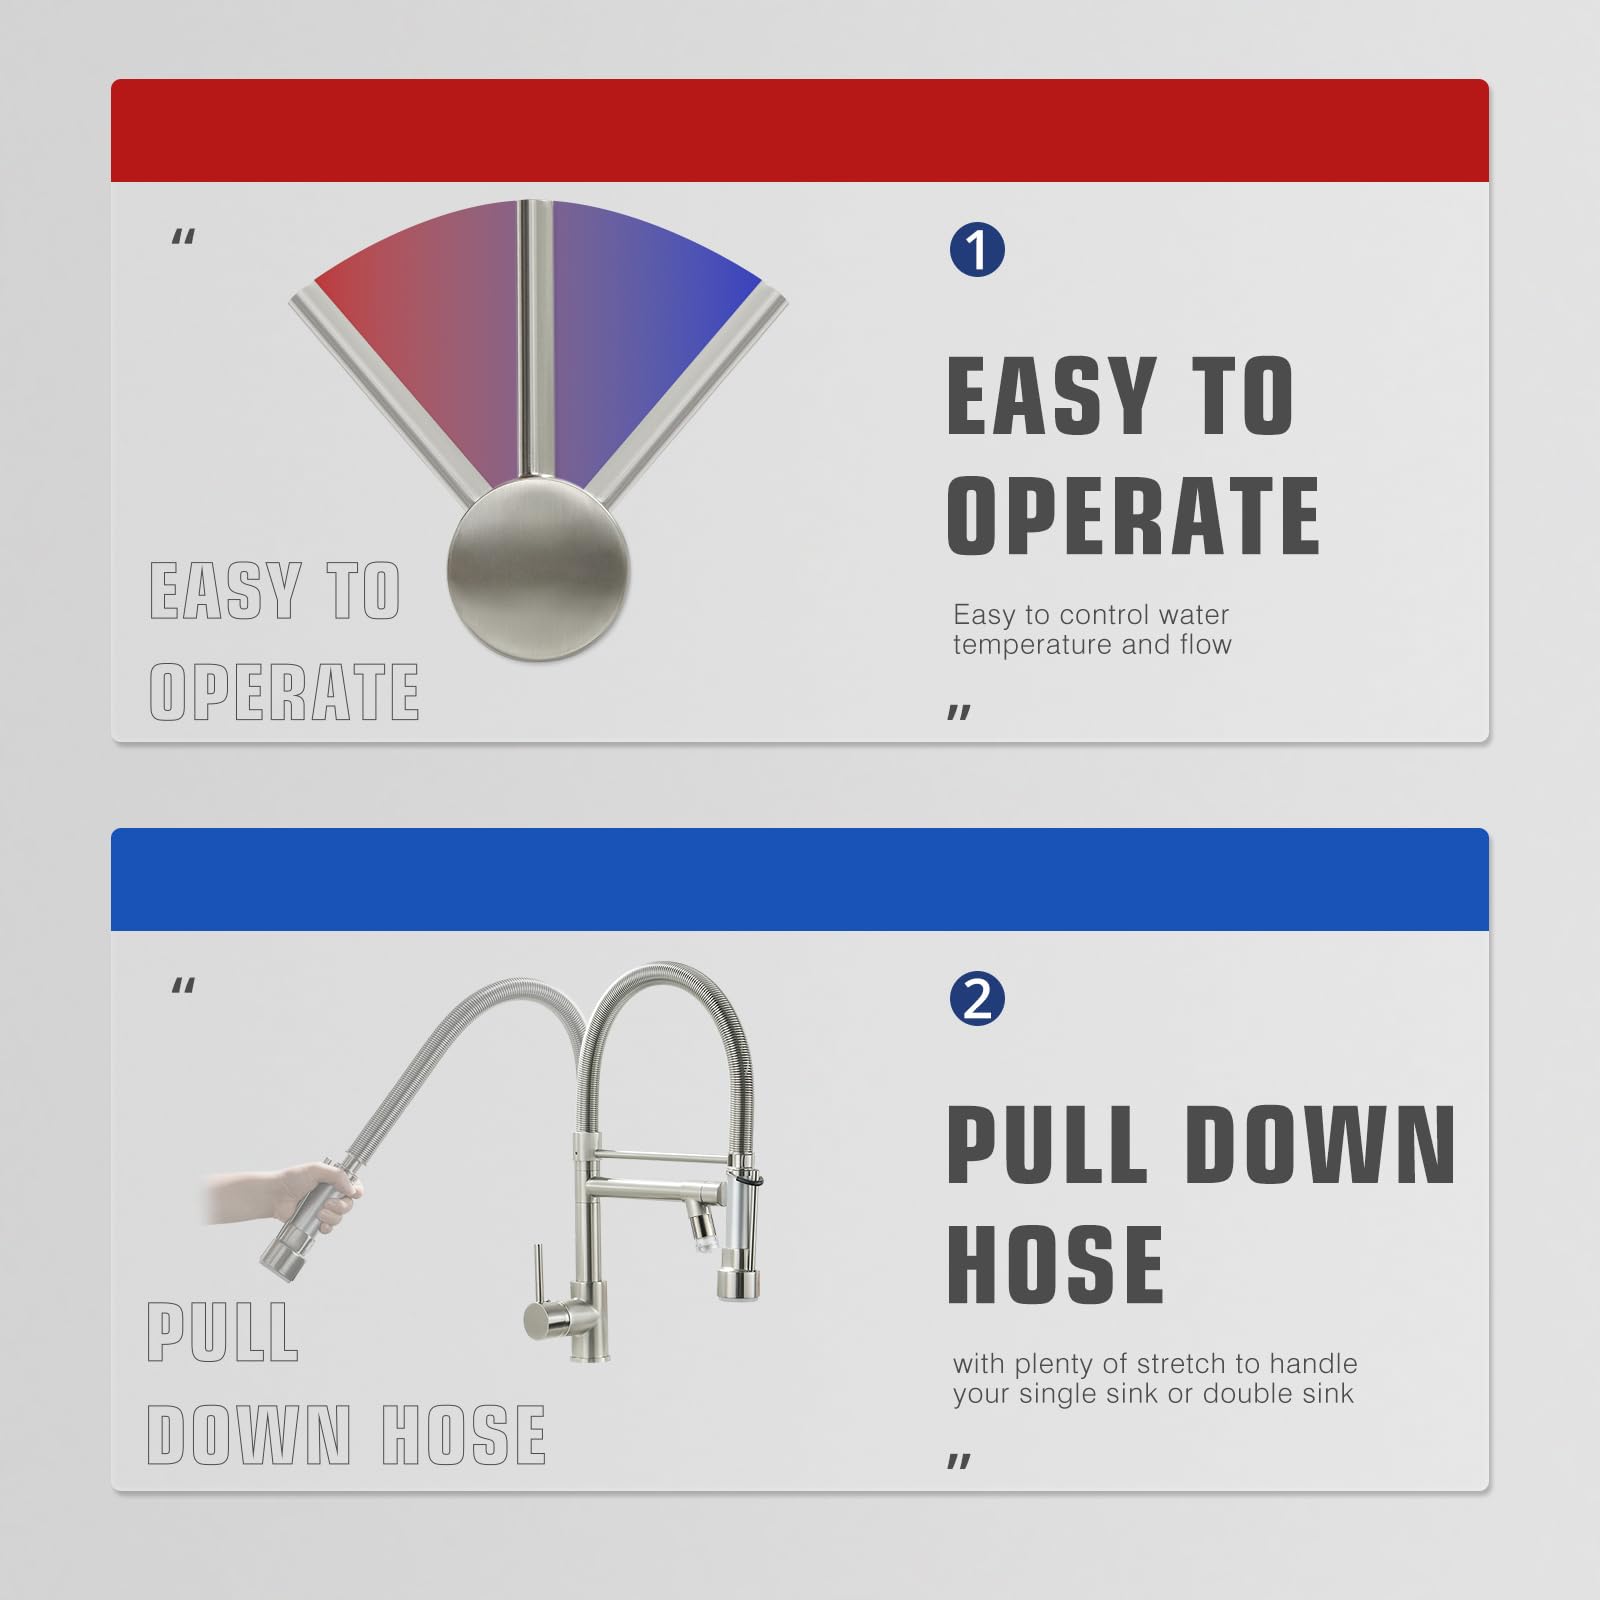 “
1
EASY TO
OPERATE
Easy to control water
temperature and flow
”
EASY TO
OPERATE
“
2
PULL DOWN
HOSE
with plenty of stretch to handle
your single sink or double sink
”
PULL
DOWN HOSE